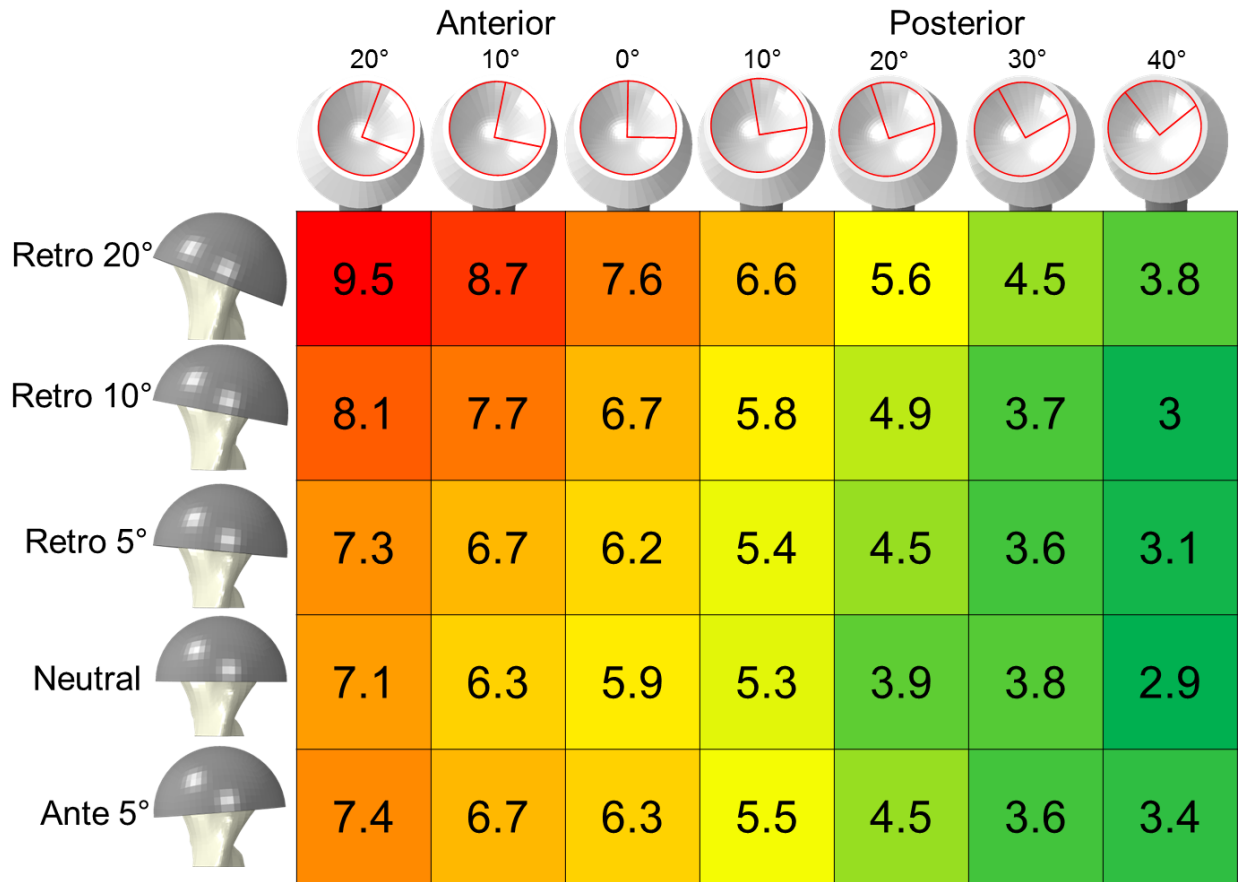 Anterior Posterior
20° 10° 0° 10° 20° 30° 40°
Retro 20° 9.5 8.7 7.6 6.6 5.6 4.5 3.8
Retro 10° 8.1 7.7 6.7 5.8 4.9 3.7 3
Retro 5° 7.3 6.7 6.2 5.4 4.5 3.6 3.1
Neutral 7.1 6.3 5.9 5.3 3.9 3.8 2.9
Ante 5° 7.4 6.7 6.3 5.5 4.5 3.6 3.4